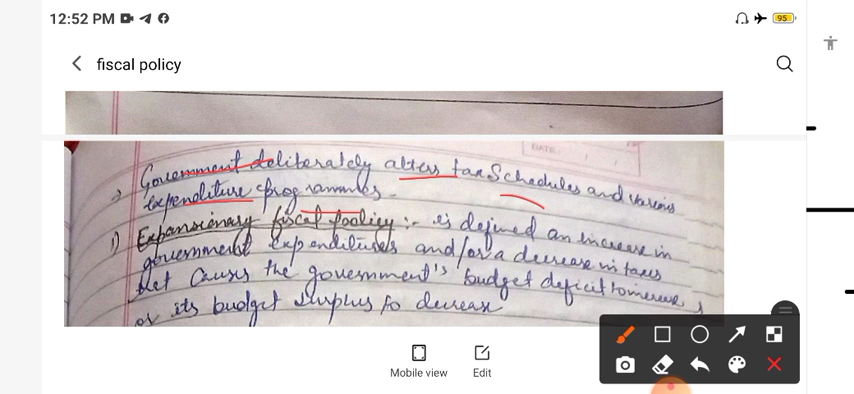 12:52 PM
95
fiscal policy
DATE
→ Government deliterately alters tax Schedules and various
expenditure programmes.
1) Expansionary fiscal poolicy :- is defined an increase in
government expenditures and/or a decrease in taxes
that causes the government's budget deficit to increase
or its budget surplus to decrease
Mobile view
Edit